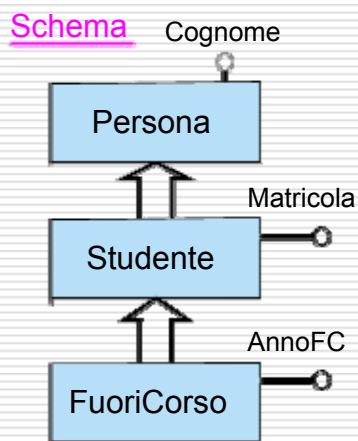 Schema
Cognome
Persona
Matricola
Studente
AnnoFC
FuoriCorso